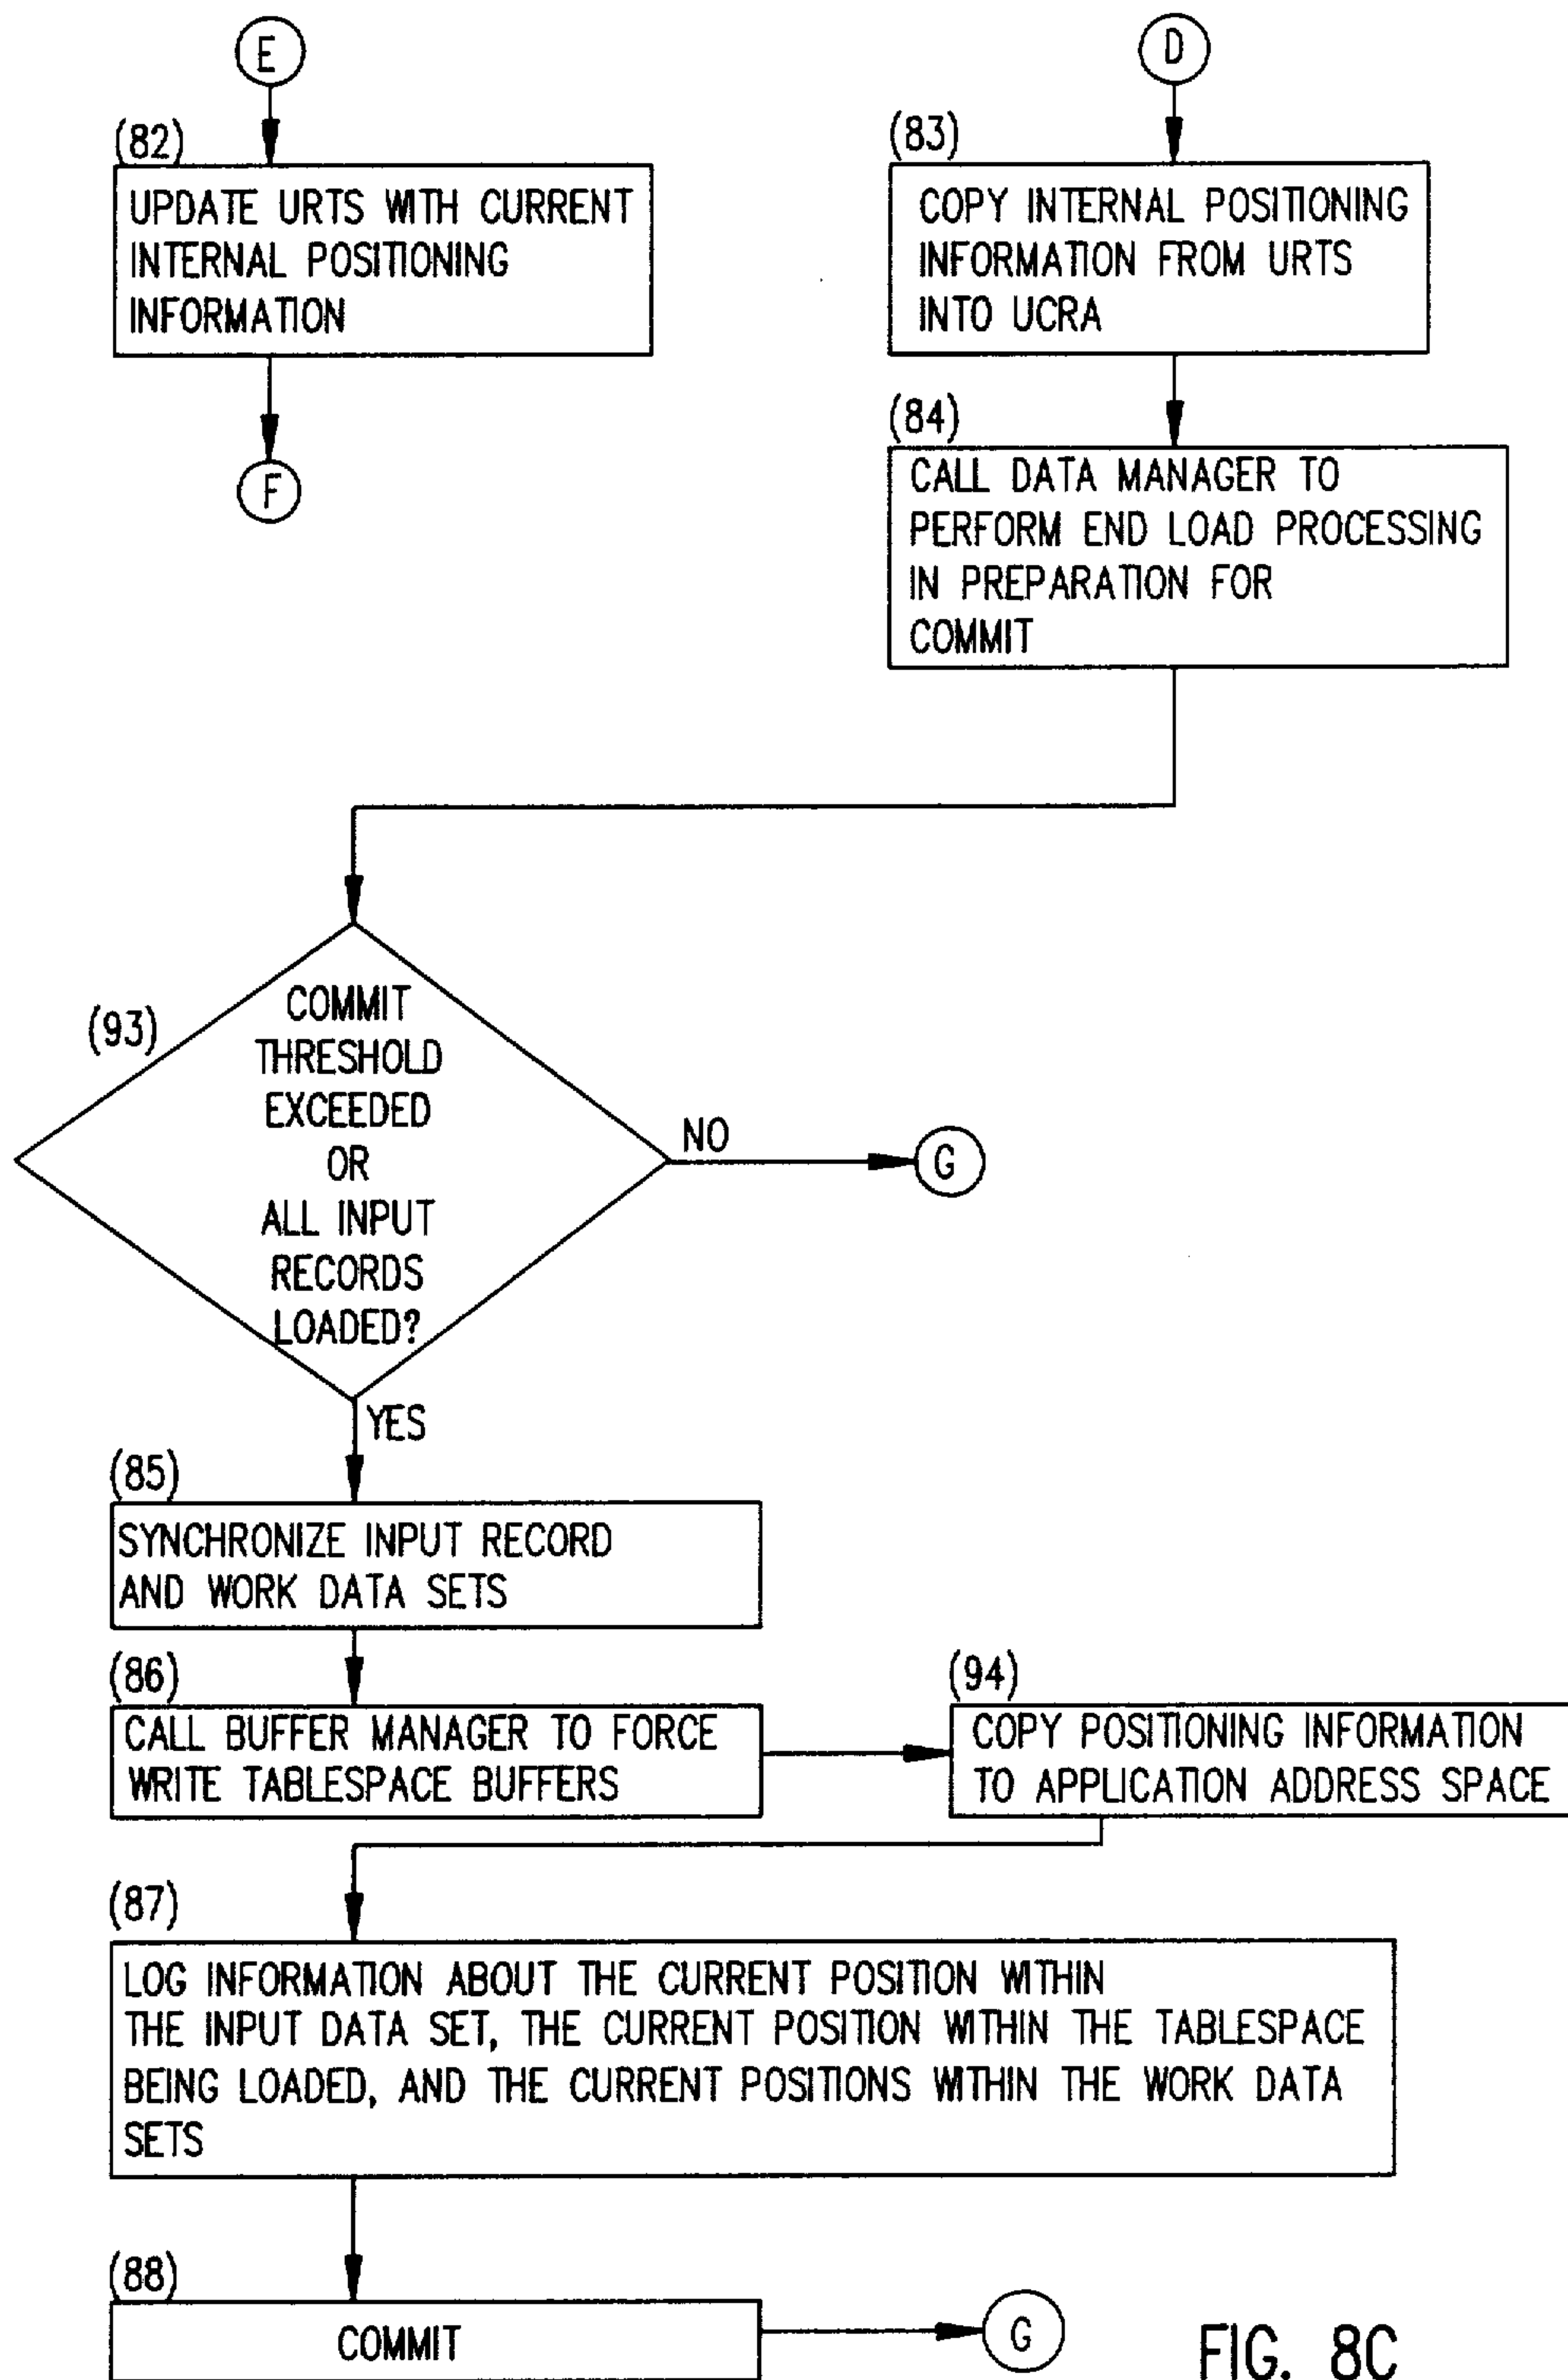 E
(82)
UPDATE URTS WITH CURRENT
INTERNAL POSITIONING
INFORMATION
F
D
(83)
COPY INTERNAL POSITIONING
INFORMATION FROM URTS
INTO UCRA
(84)
CALL DATA MANAGER TO
PERFORM END LOAD PROCESSING
IN PREPARATION FOR
COMMIT
(93)
COMMIT
THRESHOLD
EXCEEDED
OR
ALL INPUT
RECORDS
LOADED?
NO
G
YES
(85)
SYNCHRONIZE INPUT RECORD
AND WORK DATA SETS
(86)
CALL BUFFER MANAGER TO FORCE
WRITE TABLESPACE BUFFERS
(94)
COPY POSITIONING INFORMATION
TO APPLICATION ADDRESS SPACE
(87)
LOG INFORMATION ABOUT THE CURRENT POSITION WITHIN
THE INPUT DATA SET, THE CURRENT POSITION WITHIN THE TABLESPACE
BEING LOADED, AND THE CURRENT POSITIONS WITHIN THE WORK DATA
SETS
(88)
COMMIT
G
FIG. 8C